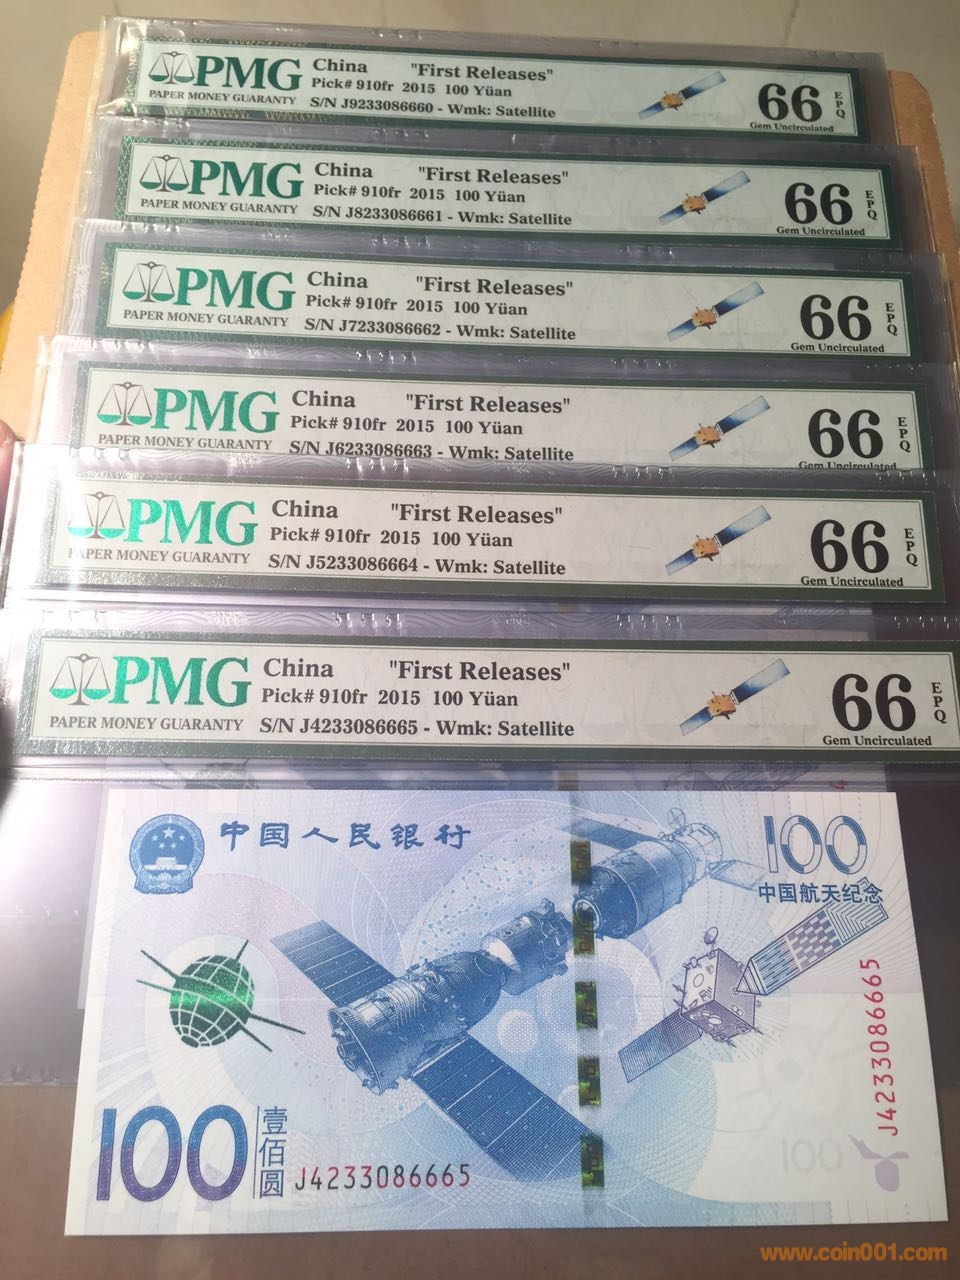 PMG
PAPER MONEY GUARANTY
China "First Releases"
Pick# 910fr 2015 100 Yüan
S/N J9233086660 - Wmk: Satellite
66
EPQ
Gem Uncirculated
PMG
PAPER MONEY GUARANTY
China "First Releases"
Pick# 910fr 2015 100 Yüan
S/N J8233086661 - Wmk: Satellite
66
EPQ
Gem Uncirculated
PMG
PAPER MONEY GUARANTY
China "First Releases"
Pick# 910fr 2015 100 Yüan
S/N J7233086662 - Wmk: Satellite
66
EPQ
Gem Uncirculated
PMG
PAPER MONEY GUARANTY
China "First Releases"
Pick# 910fr 2015 100 Yüan
S/N J6233086663 - Wmk: Satellite
66
EPQ
Gem Uncirculated
PMG
PAPER MONEY GUARANTY
China "First Releases"
Pick# 910fr 2015 100 Yüan
S/N J5233086664 - Wmk: Satellite
66
EPQ
Gem Uncirculated
PMG
PAPER MONEY GUARANTY
China "First Releases"
Pick# 910fr 2015 100 Yüan
S/N J4233086665 - Wmk: Satellite
66
EPQ
Gem Uncirculated
中国人民银行
100
中国航天纪念
J4233086665
100
壹佰圆
J4233086665
100
www.coin001.com